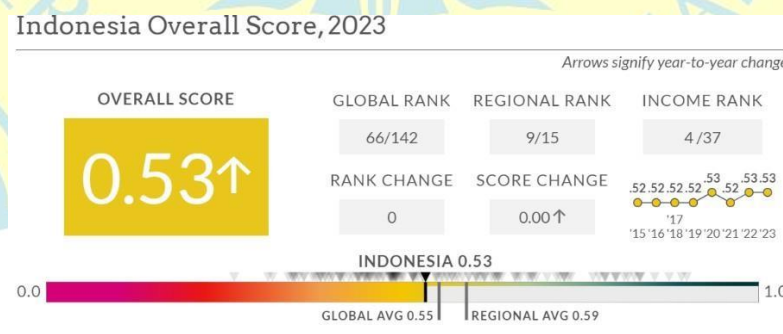 Indonesia Overall Score, 2023
Arrows signify year-to-year change
OVERALL SCORE
0.53↑
GLOBAL RANK REGIONAL RANK INCOME RANK
66/142 9/15 4/37
RANK CHANGE SCORE CHANGE
0 0.00↑
.52 .52 .52 .52 .53 .52 .53 .53
'17
'15 '16 '18 '19 '20 '21 '22 '23
INDONESIA 0.53
0.0 1.0
GLOBAL AVG 0.55 REGIONAL AVG 0.59